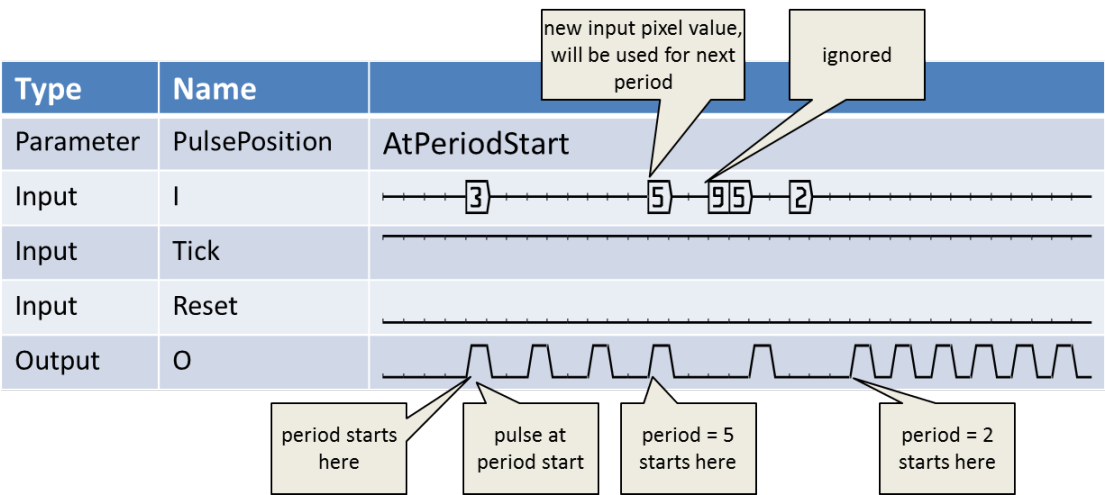 new input pixel value,
will be used for next
period
ignored
Type Name
Parameter PulsePosition AtPeriodStart
Input I 3 5 9 5 2
Input Tick
Input Reset
Output O
period starts
here
pulse at
period start
period = 5
starts here
period = 2
starts here